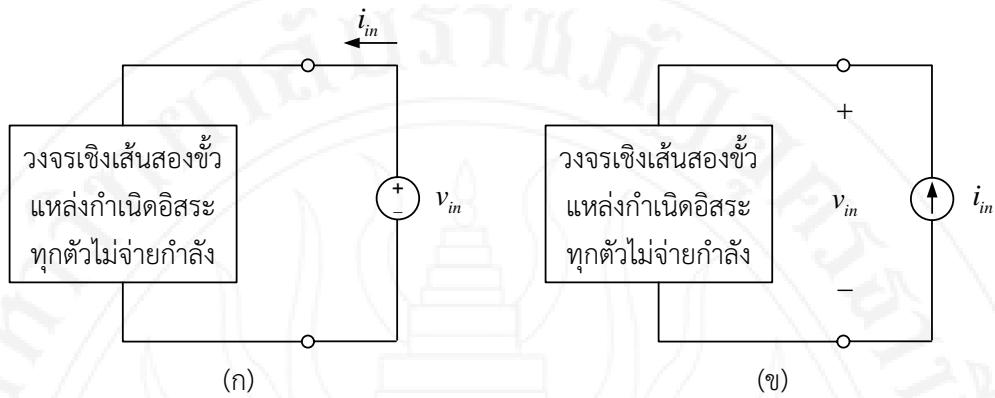 i_in
วงจรเชิงเส้นสองขั้ว
แหล่งกำเนิดอิสระ
ทุกตัวไม่จ่ายกำลัง
+
−
v_in
(ก)
วงจรเชิงเส้นสองขั้ว
แหล่งกำเนิดอิสระ
ทุกตัวไม่จ่ายกำลัง
+
v_in
−
i_in
(ข)